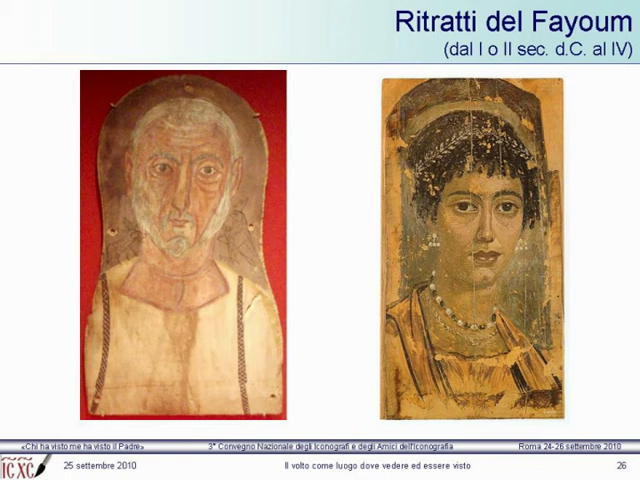 Ritratti del Fayoum
(dal I o II sec. d.C. al IV)
«Chi ha visto me ha visto il Padre» 3° Convegno Nazionale degli Iconografi e degli Amici dell'Iconografia Roma 24-26 settembre 2010
IC XC 25 settembre 2010 Il volto come luogo dove vedere ed essere visto 26